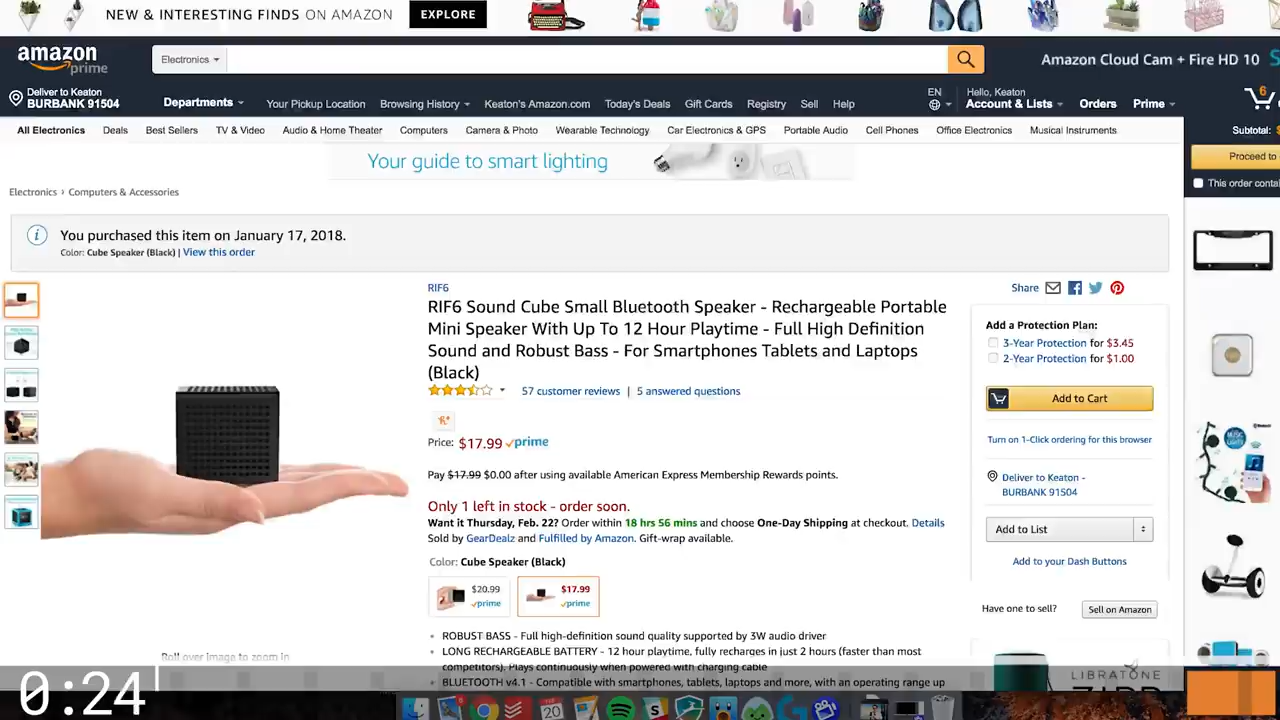 NEW & INTERESTING FINDS ON AMAZON EXPLORE
amazon prime
Electronics
Amazon Cloud Cam + Fire HD 10
Deliver to Keaton
BURBANK 91504
Departments
Your Pickup Location
Browsing History
Keaton's Amazon.com
Today's Deals
Gift Cards
Registry
Sell
Help
EN
Hello, Keaton
Account & Lists
Orders
Prime
6
Subtotal:
All Electronics
Deals
Best Sellers
TV & Video
Audio & Home Theater
Computers
Camera & Photo
Wearable Technology
Car Electronics & GPS
Portable Audio
Cell Phones
Office Electronics
Musical Instruments
Proceed to
This order contai
Your guide to smart lighting
Electronics › Computers & Accessories
You purchased this item on January 17, 2018.
Color: Cube Speaker (Black) | View this order
RIF6
RIF6 Sound Cube Small Bluetooth Speaker - Rechargeable Portable
Mini Speaker With Up To 12 Hour Playtime - Full High Definition
Sound and Robust Bass - For Smartphones Tablets and Laptops
(Black)
57 customer reviews | 5 answered questions
Price: $17.99 prime
Pay $17.99 $0.00 after using available American Express Membership Rewards points.
Only 1 left in stock - order soon.
Want it Thursday, Feb. 22? Order within 18 hrs 56 mins and choose One-Day Shipping at checkout. Details
Sold by GearDealz and Fulfilled by Amazon. Gift-wrap available.
Color: Cube Speaker (Black)
$20.99
prime
$17.99
prime
• ROBUST BASS - Full high-definition sound quality supported by 3W audio driver
• LONG RECHARGEABLE BATTERY - 12 hour playtime, fully recharges in just 2 hours (faster than most
competitors). Plays continuously when powered with charging cable
• BLUETOOTH v4.1 - Compatible with smartphones, tablets, laptops and more, with an operating range up
Share
Add a Protection Plan:
3-Year Protection for $3.45
2-Year Protection for $1.00
Add to Cart
Turn on 1-Click ordering for this browser
Deliver to Keaton -
BURBANK 91504
Add to List
Add to your Dash Buttons
Have one to sell?
Sell on Amazon
Roll over image to zoom in
LIBRATONE
ZIPP
0:24
20